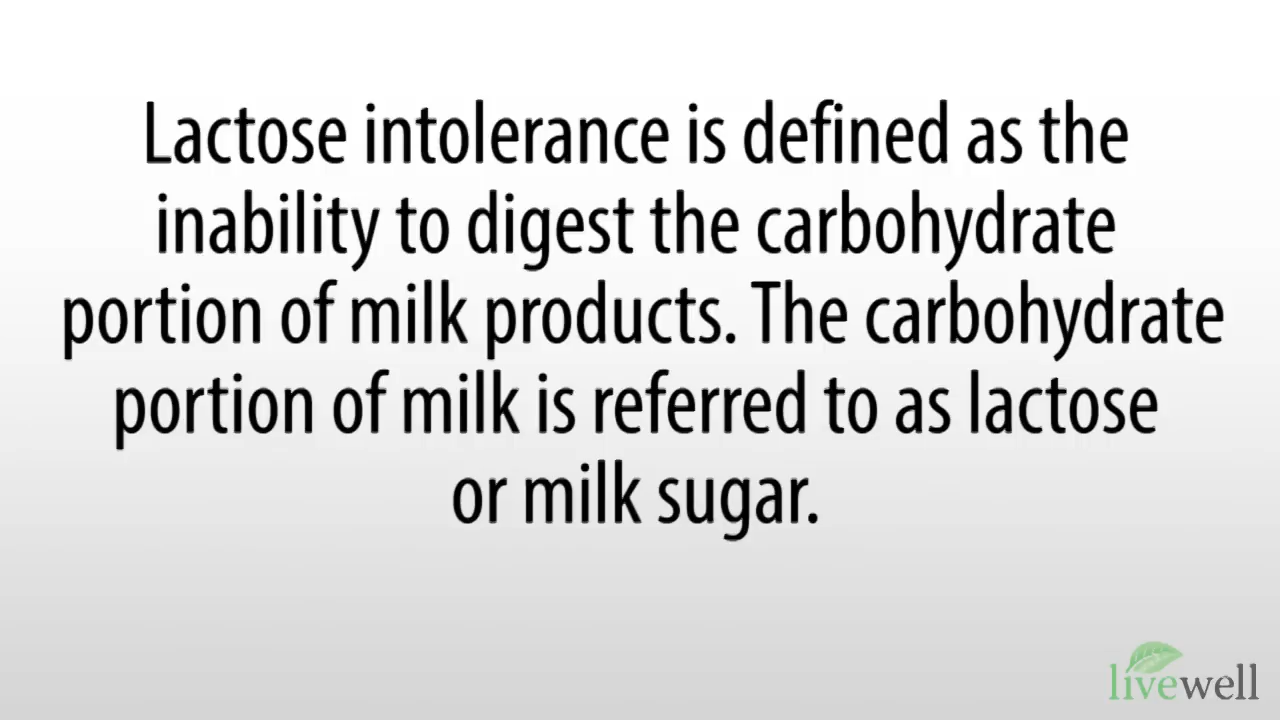 Lactose intolerance is defined as the
inability to digest the carbohydrate
portion of milk products. The carbohydrate
portion of milk is referred to as lactose
or milk sugar.
livewell